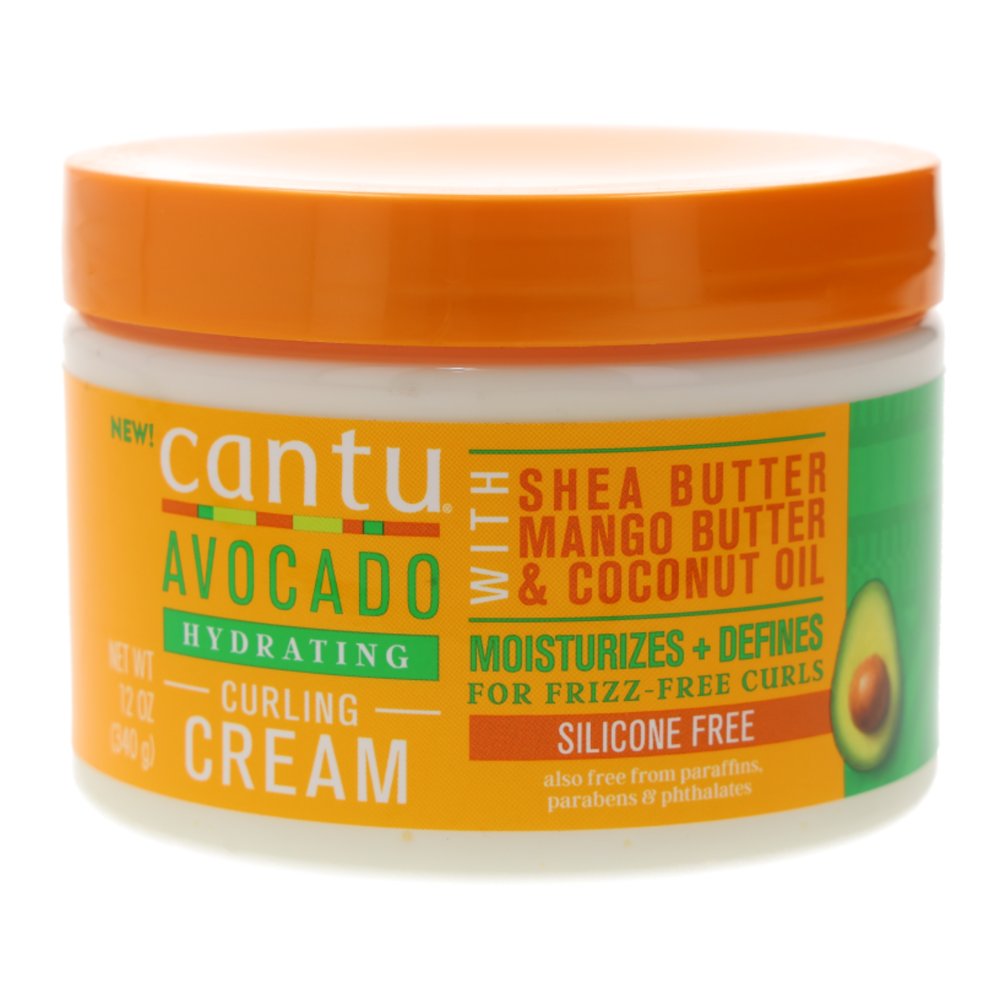 NEW!
cantu®
AVOCADO
HYDRATING
CURLING
CREAM
NET WT
12 OZ
(340 g)
WITH
SHEA BUTTER
MANGO BUTTER
& COCONUT OIL
MOISTURIZES + DEFINES
FOR FRIZZ-FREE CURLS
SILICONE FREE
also free from paraffins,
parabens & phthalates